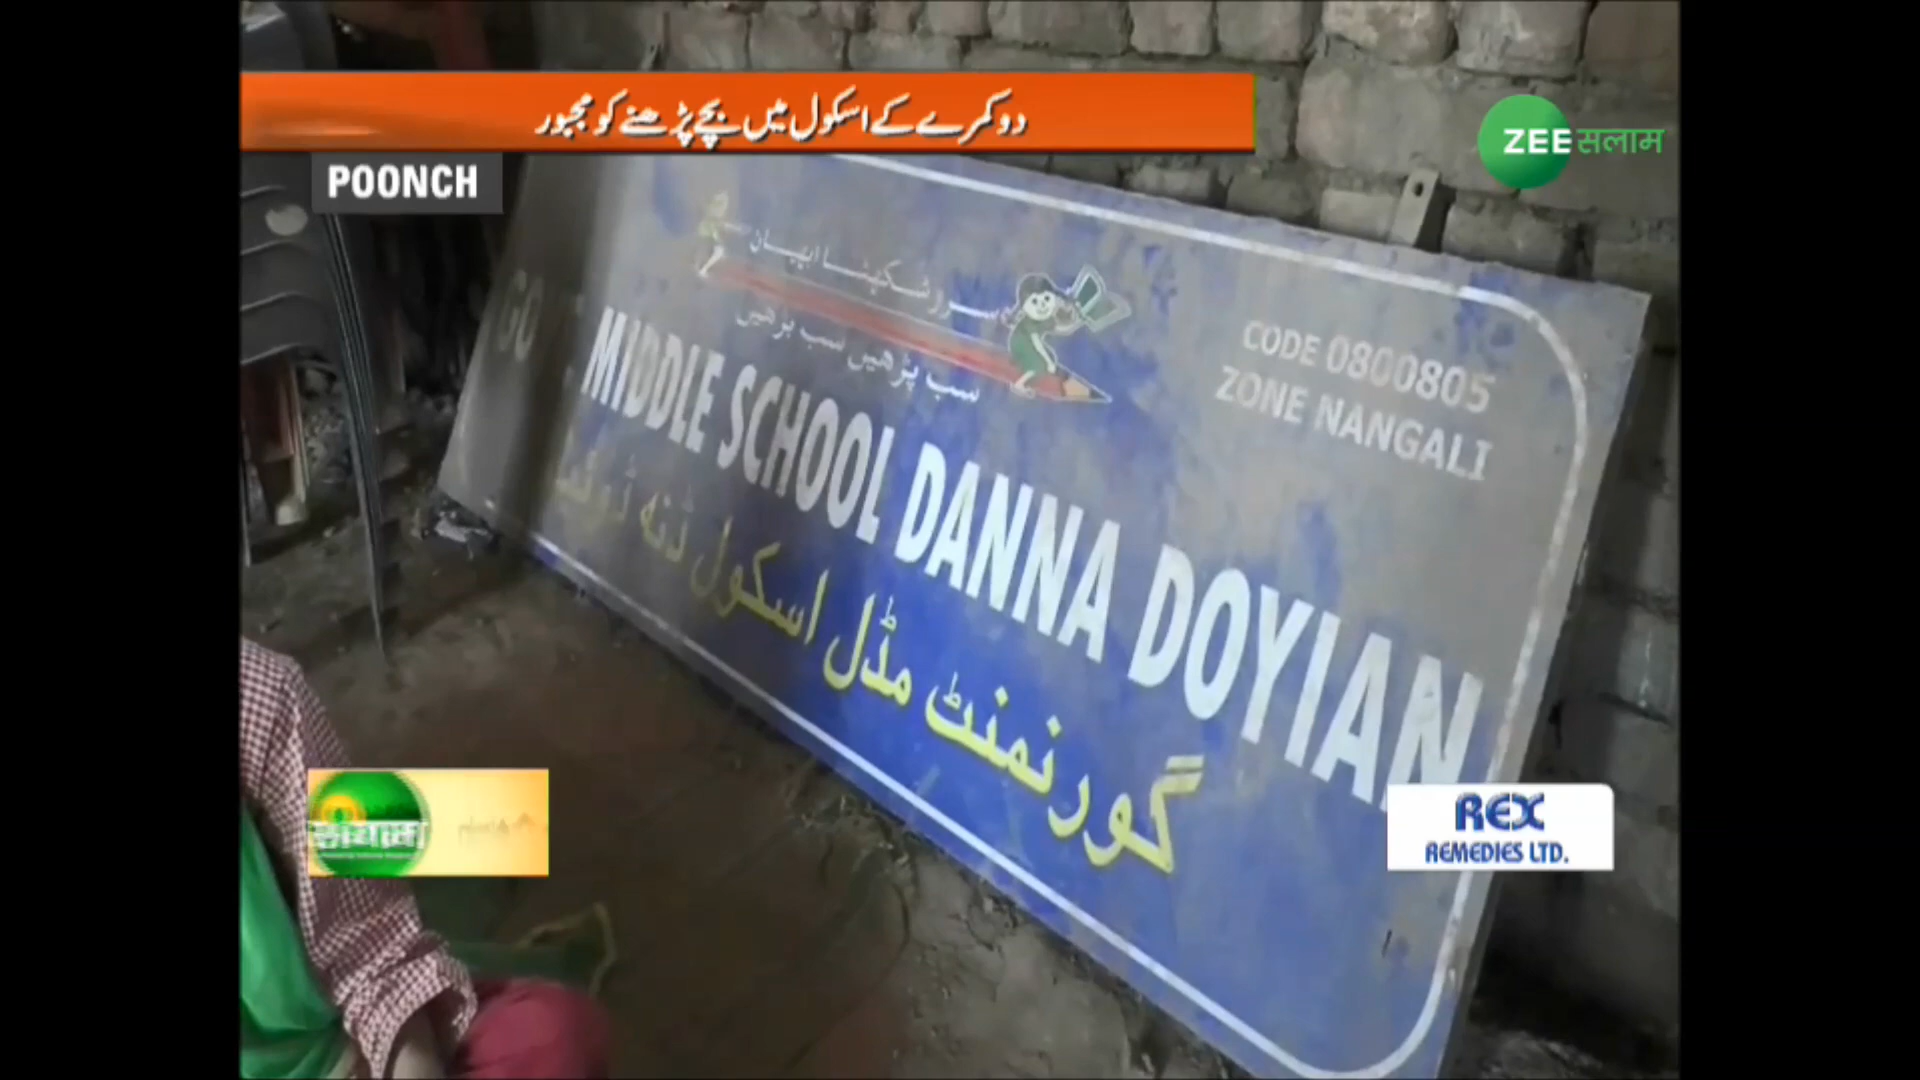 دو کمرے کے اسکول میں بچے پڑھنے کو مجبور
ZEE सलाम
POONCH
سب پڑھیں سب بڑھیں
CODE 0800805
ZONE NANGALI
MIDDLE SCHOOL DANNA DOYIAN
گورنمنٹ مڈل اسکول ڈنہ
REX
REMEDIES LTD.